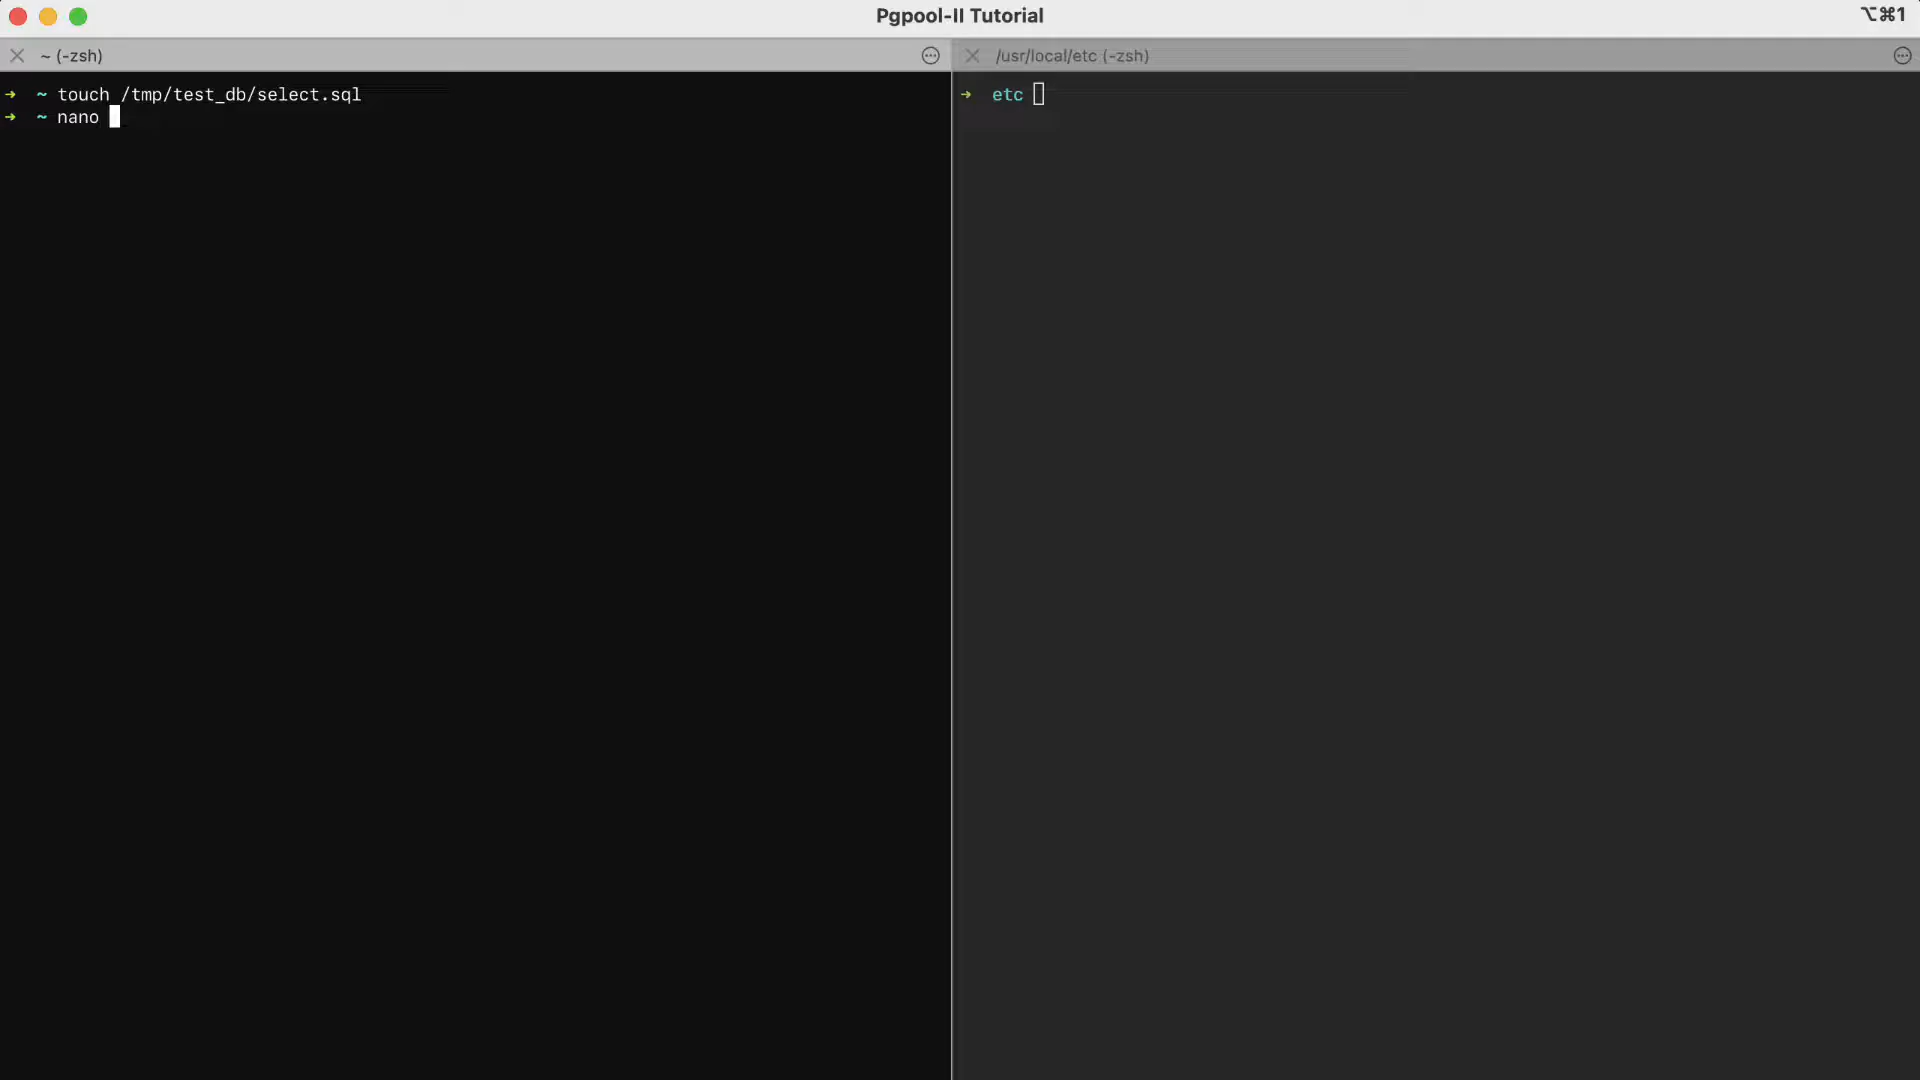 Pgpool-II Tutorial
⌥⌘1
~ (-zsh)
/usr/local/etc (-zsh)
➜ ~ touch /tmp/test_db/select.sql
➜ ~ nano
➜ etc